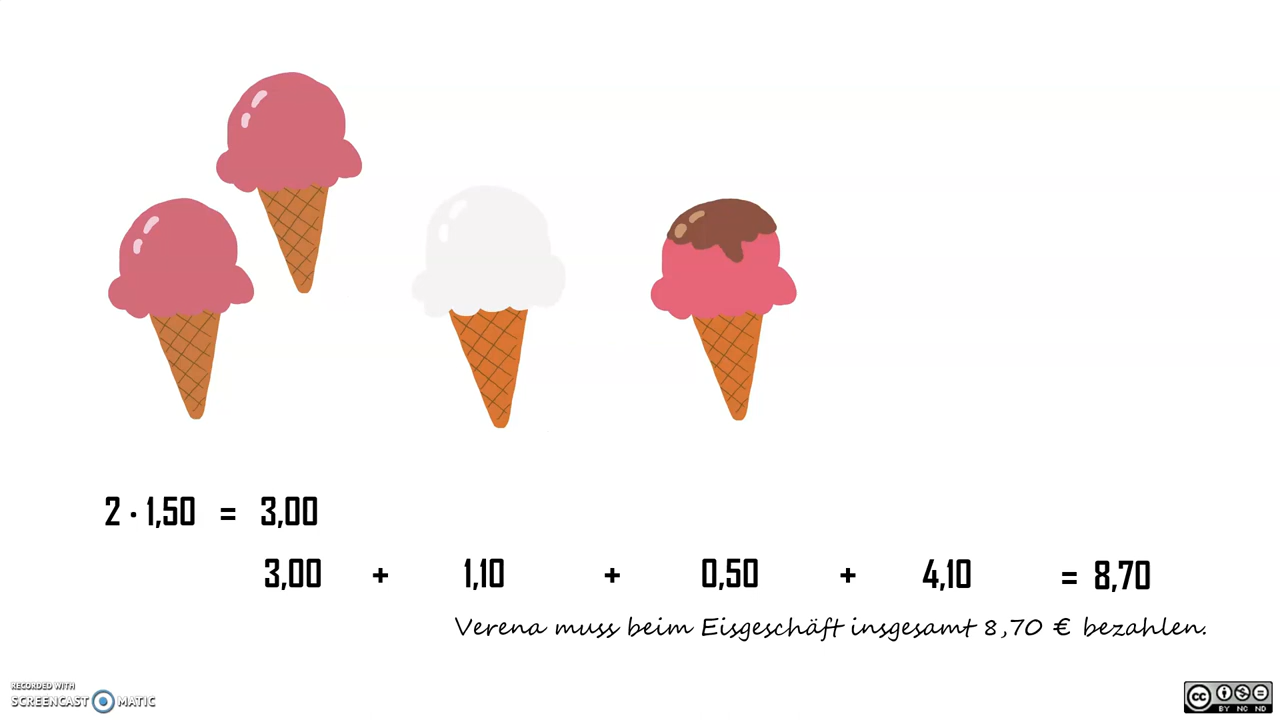 2 · 1,50 = 3,00
3,00 + 1,10 + 0,50 + 4,10 = 8,70
Verena muss beim Eisgeschäft insgesamt 8,70 € bezahlen.
RECORDED WITH
SCREENCAST MATIC
cc
BY NC ND